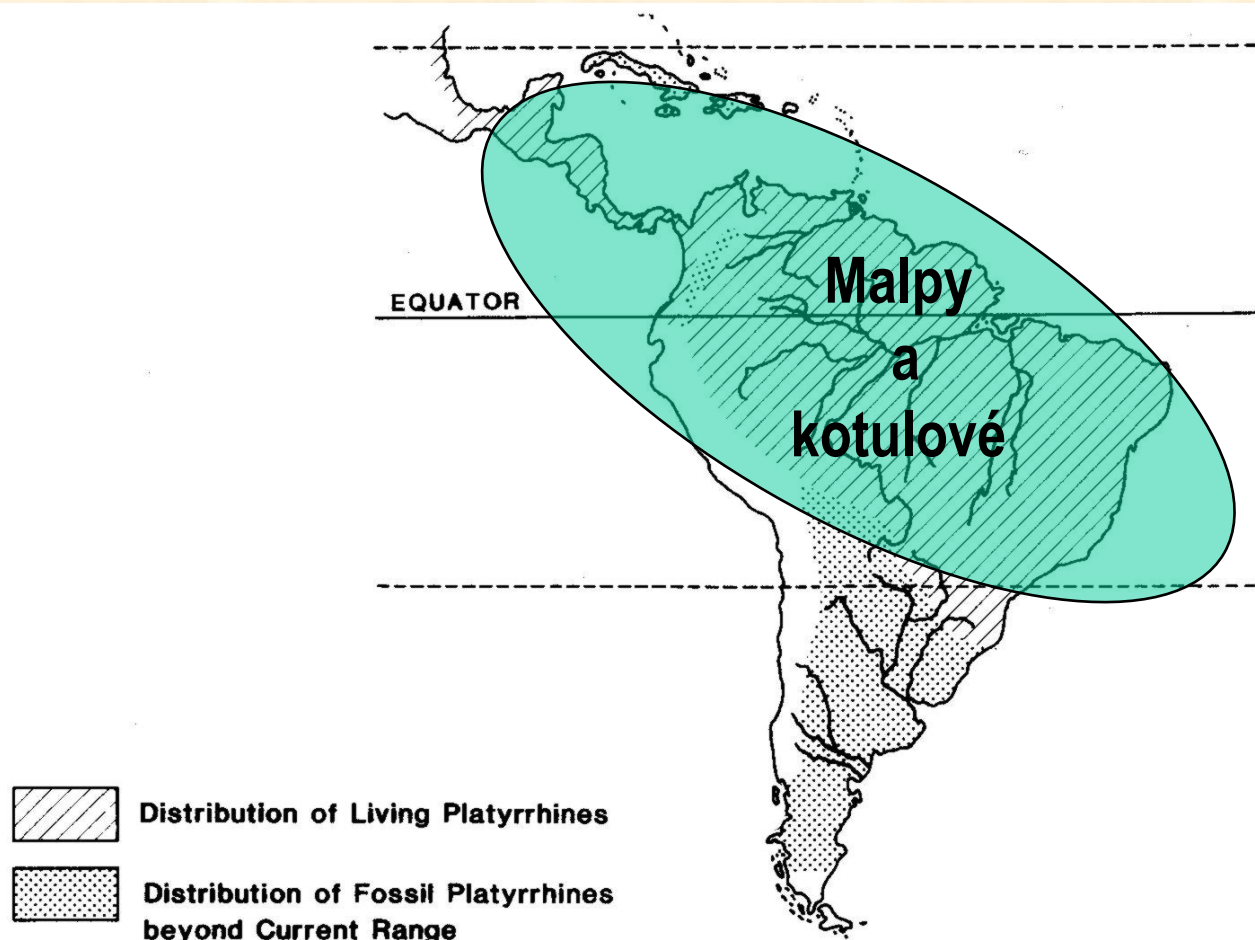 EQUATOR
Malpy
a
kotulové
Distribution of Living Platyrrhines
Distribution of Fossil Platyrrhines
beyond Current Range